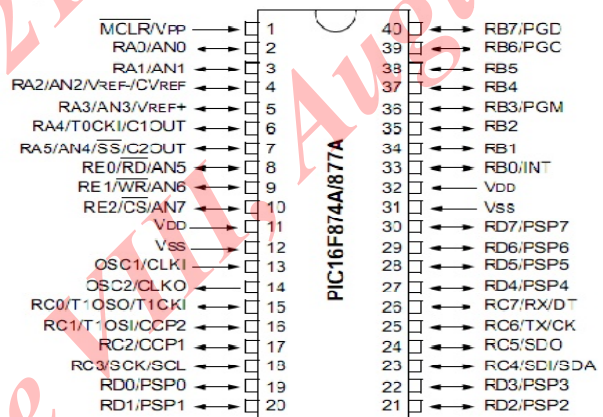 MCLR/VPP 1 40 RB7/PGD
RA0/AN0 2 39 RB6/PGC
RA1/AN1 3 38 RB5
RA2/AN2/VREF-/CVREF 4 37 RB4
RA3/AN3/VREF+ 5 36 RB3/PGM
RA4/T0CKI/C1OUT 6 35 RB2
RA5/AN4/SS/C2OUT 7 34 RB1
RE0/RD/AN5 8 33 RB0/INT
RE1/WR/AN6 9 32 VDD
RE2/CS/AN7 10 31 VSS
VDD 11 30 RD7/PSP7
VSS 12 29 RD6/PSP6
OSC1/CLKI 13 28 RD5/PSP5
OSC2/CLKO 14 27 RD4/PSP4
RC0/T1OSO/T1CKI 15 26 RC7/RX/DT
RC1/T1OSI/CCP2 16 25 RC6/TX/CK
RC2/CCP1 17 24 RC5/SDO
RC3/SCK/SCL 18 23 RC4/SDI/SDA
RD0/PSP0 19 22 RD3/PSP3
RD1/PSP1 20 21 RD2/PSP2
PIC16F874A/877A
VIII, Aug